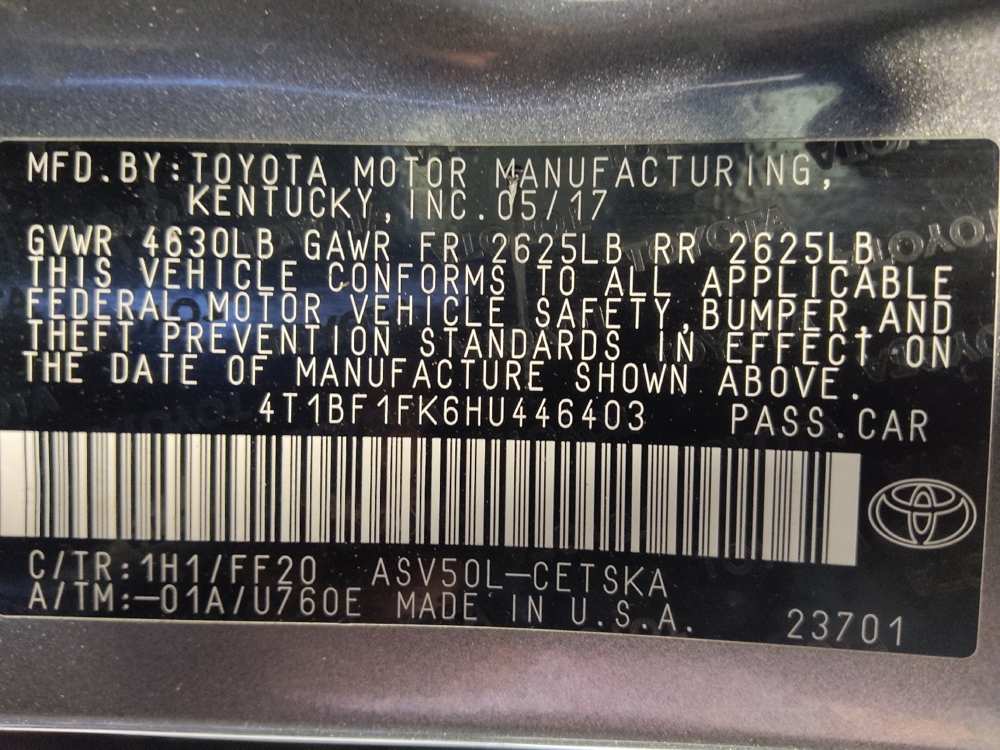 MFD.BY:TOYOTA MOTOR MANUFACTURING,
KENTUCKY,INC.05/17
GVWR 4630LB GAWR FR 2625LB RR 2625LB
THIS VEHICLE CONFORMS TO ALL APPLICABLE
FEDERAL MOTOR VEHICLE SAFETY,BUMPER,AND
THEFT PREVENTION STANDARDS IN EFFECT ON
THE DATE OF MANUFACTURE SHOWN ABOVE.
4T1BF1FK6HU446403 PASS.CAR
C/TR:1H1/FF20 ASV50L-CETSKA
A/TM:-01A/U760E MADE IN U.S.A.
23701